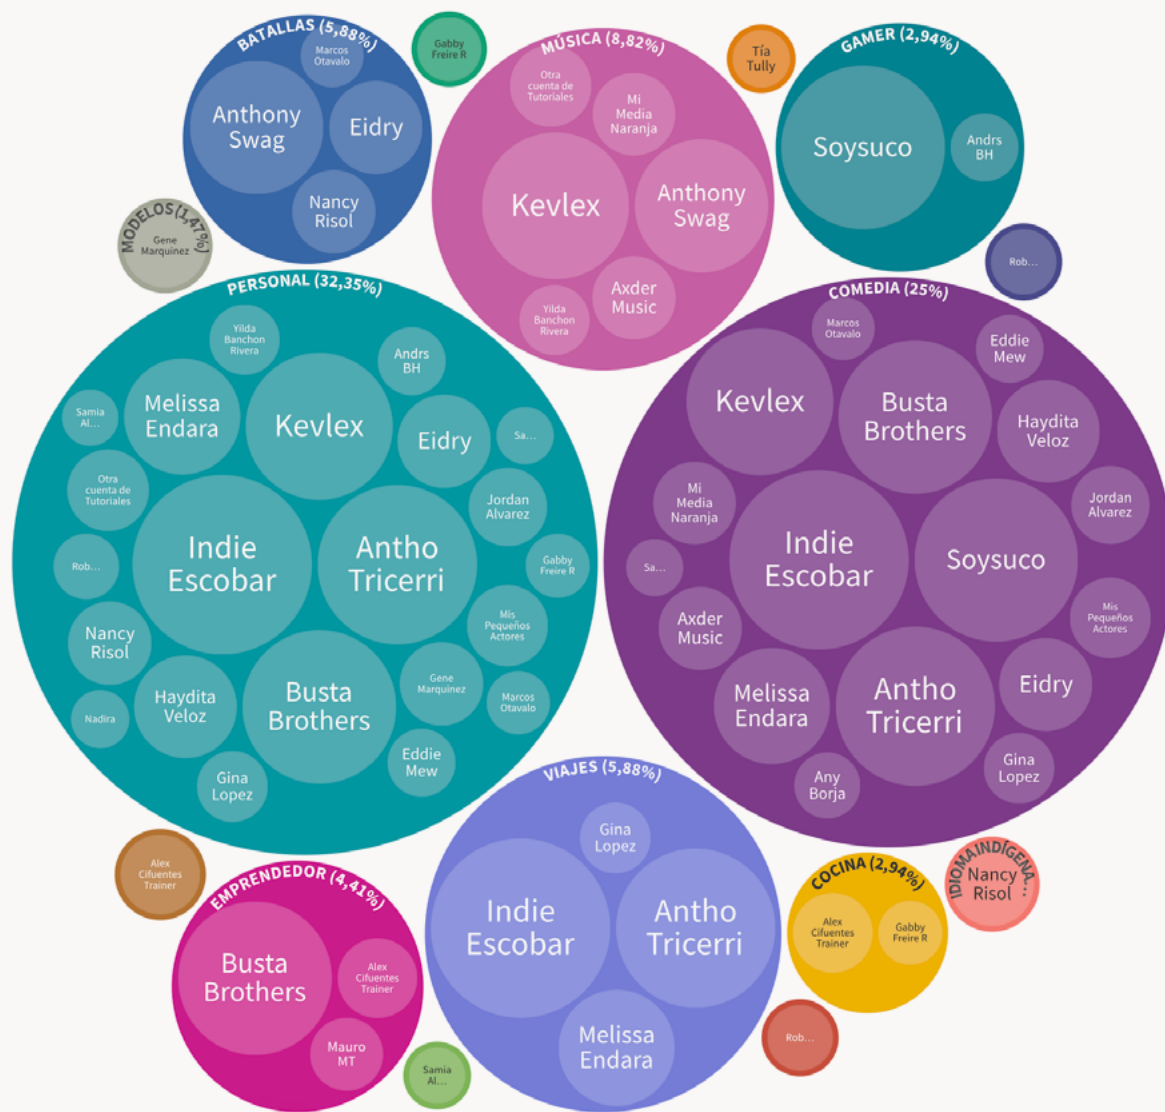 BATALLAS (5,88%)
Marcos
Otavalo
Anthony
Swag
Eidry
Nancy
Risol
Gabby
Freire R
MÚSICA (8,82%)
Otra
cuenta de
Tutoriales
Mi
Media
Naranja
Kevlex
Anthony
Swag
Axder
Music
Yilda
Banchon
Rivera
Tía
Tully
GAMER (2,94%)
Soysuco
Andrs
BH
MODELOS (1,47%)
Gene
Marquinez
Rob...
PERSONAL (32,35%)
Yilda
Banchon
Rivera
Andrs
BH
Melissa
Endara
Kevlex
Samia
Al...
Eidry
Sa...
Otra
cuenta de
Tutoriales
Jordan
Alvarez
Indie
Escobar
Antho
Tricerri
Rob...
Gabby
Freire R
Nancy
Risol
Mis
Pequeños
Actores
Haydita
Veloz
Busta
Brothers
Gene
Marquinez
Marcos
Otavalo
Nadira
Gina
Lopez
Eddie
Mew
COMEDIA (25%)
Marcos
Otavalo
Eddie
Mew
Kevlex
Busta
Brothers
Haydita
Veloz
Mi
Media
Naranja
Jordan
Alvarez
Indie
Escobar
Soysuco
Sa...
Axder
Music
Mis
Pequeños
Actores
Melissa
Endara
Antho
Tricerri
Eidry
Any
Borja
Gina
Lopez
Alex
Cifuentes
Trainer
EMPRENDEDOR (4,41%)
Busta
Brothers
Alex
Cifuentes
Trainer
Mauro
MT
Samia
Al...
VIAJES (5,88%)
Gina
Lopez
Indie
Escobar
Antho
Tricerri
Melissa
Endara
COCINA (2,94%)
Alex
Cifuentes
Trainer
Gabby
Freire R
IDIOMA INDÍGENA...
Nancy
Risol
Rob...